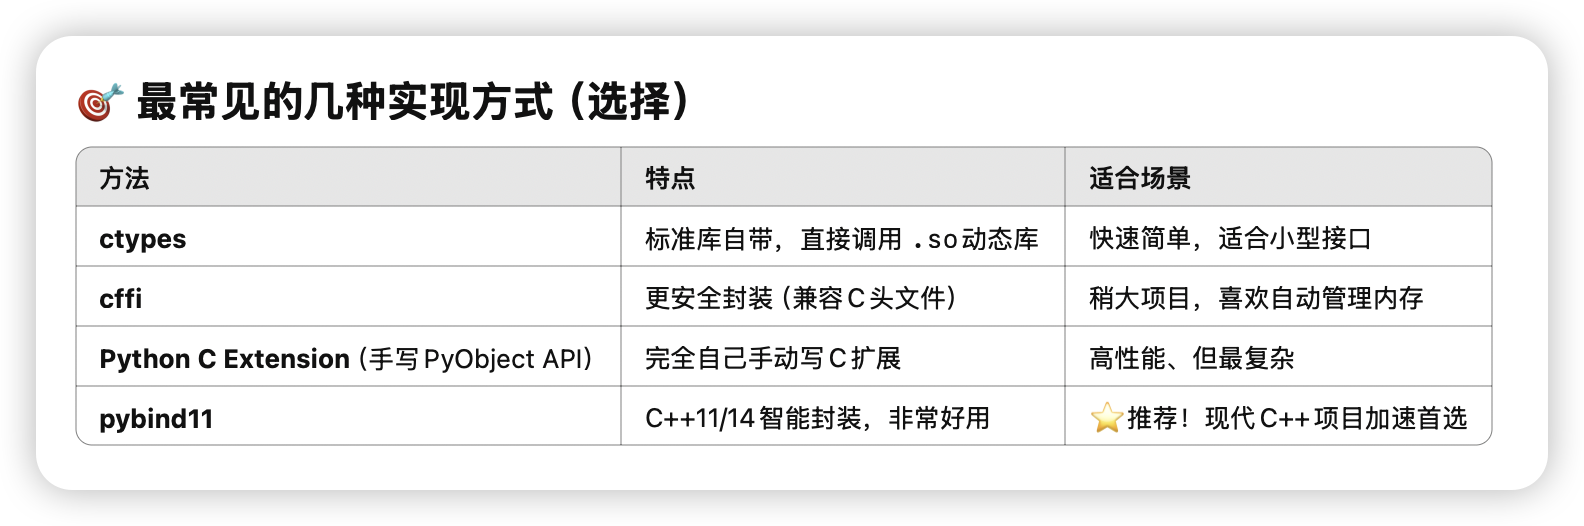 🎯 最常见的几种实现方式（选择）
方法 特点 适合场景
ctypes 标准库自带，直接调用 .so动态库 快速简单，适合小型接口
cffi 更安全封装（兼容 C 头文件） 稍大项目，喜欢自动管理内存
Python C Extension（手写 PyObject API） 完全自己手动写 C 扩展 高性能、但最复杂
pybind11 C++11/14 智能封装，非常好用 ⭐推荐！现代 C++ 项目加速首选